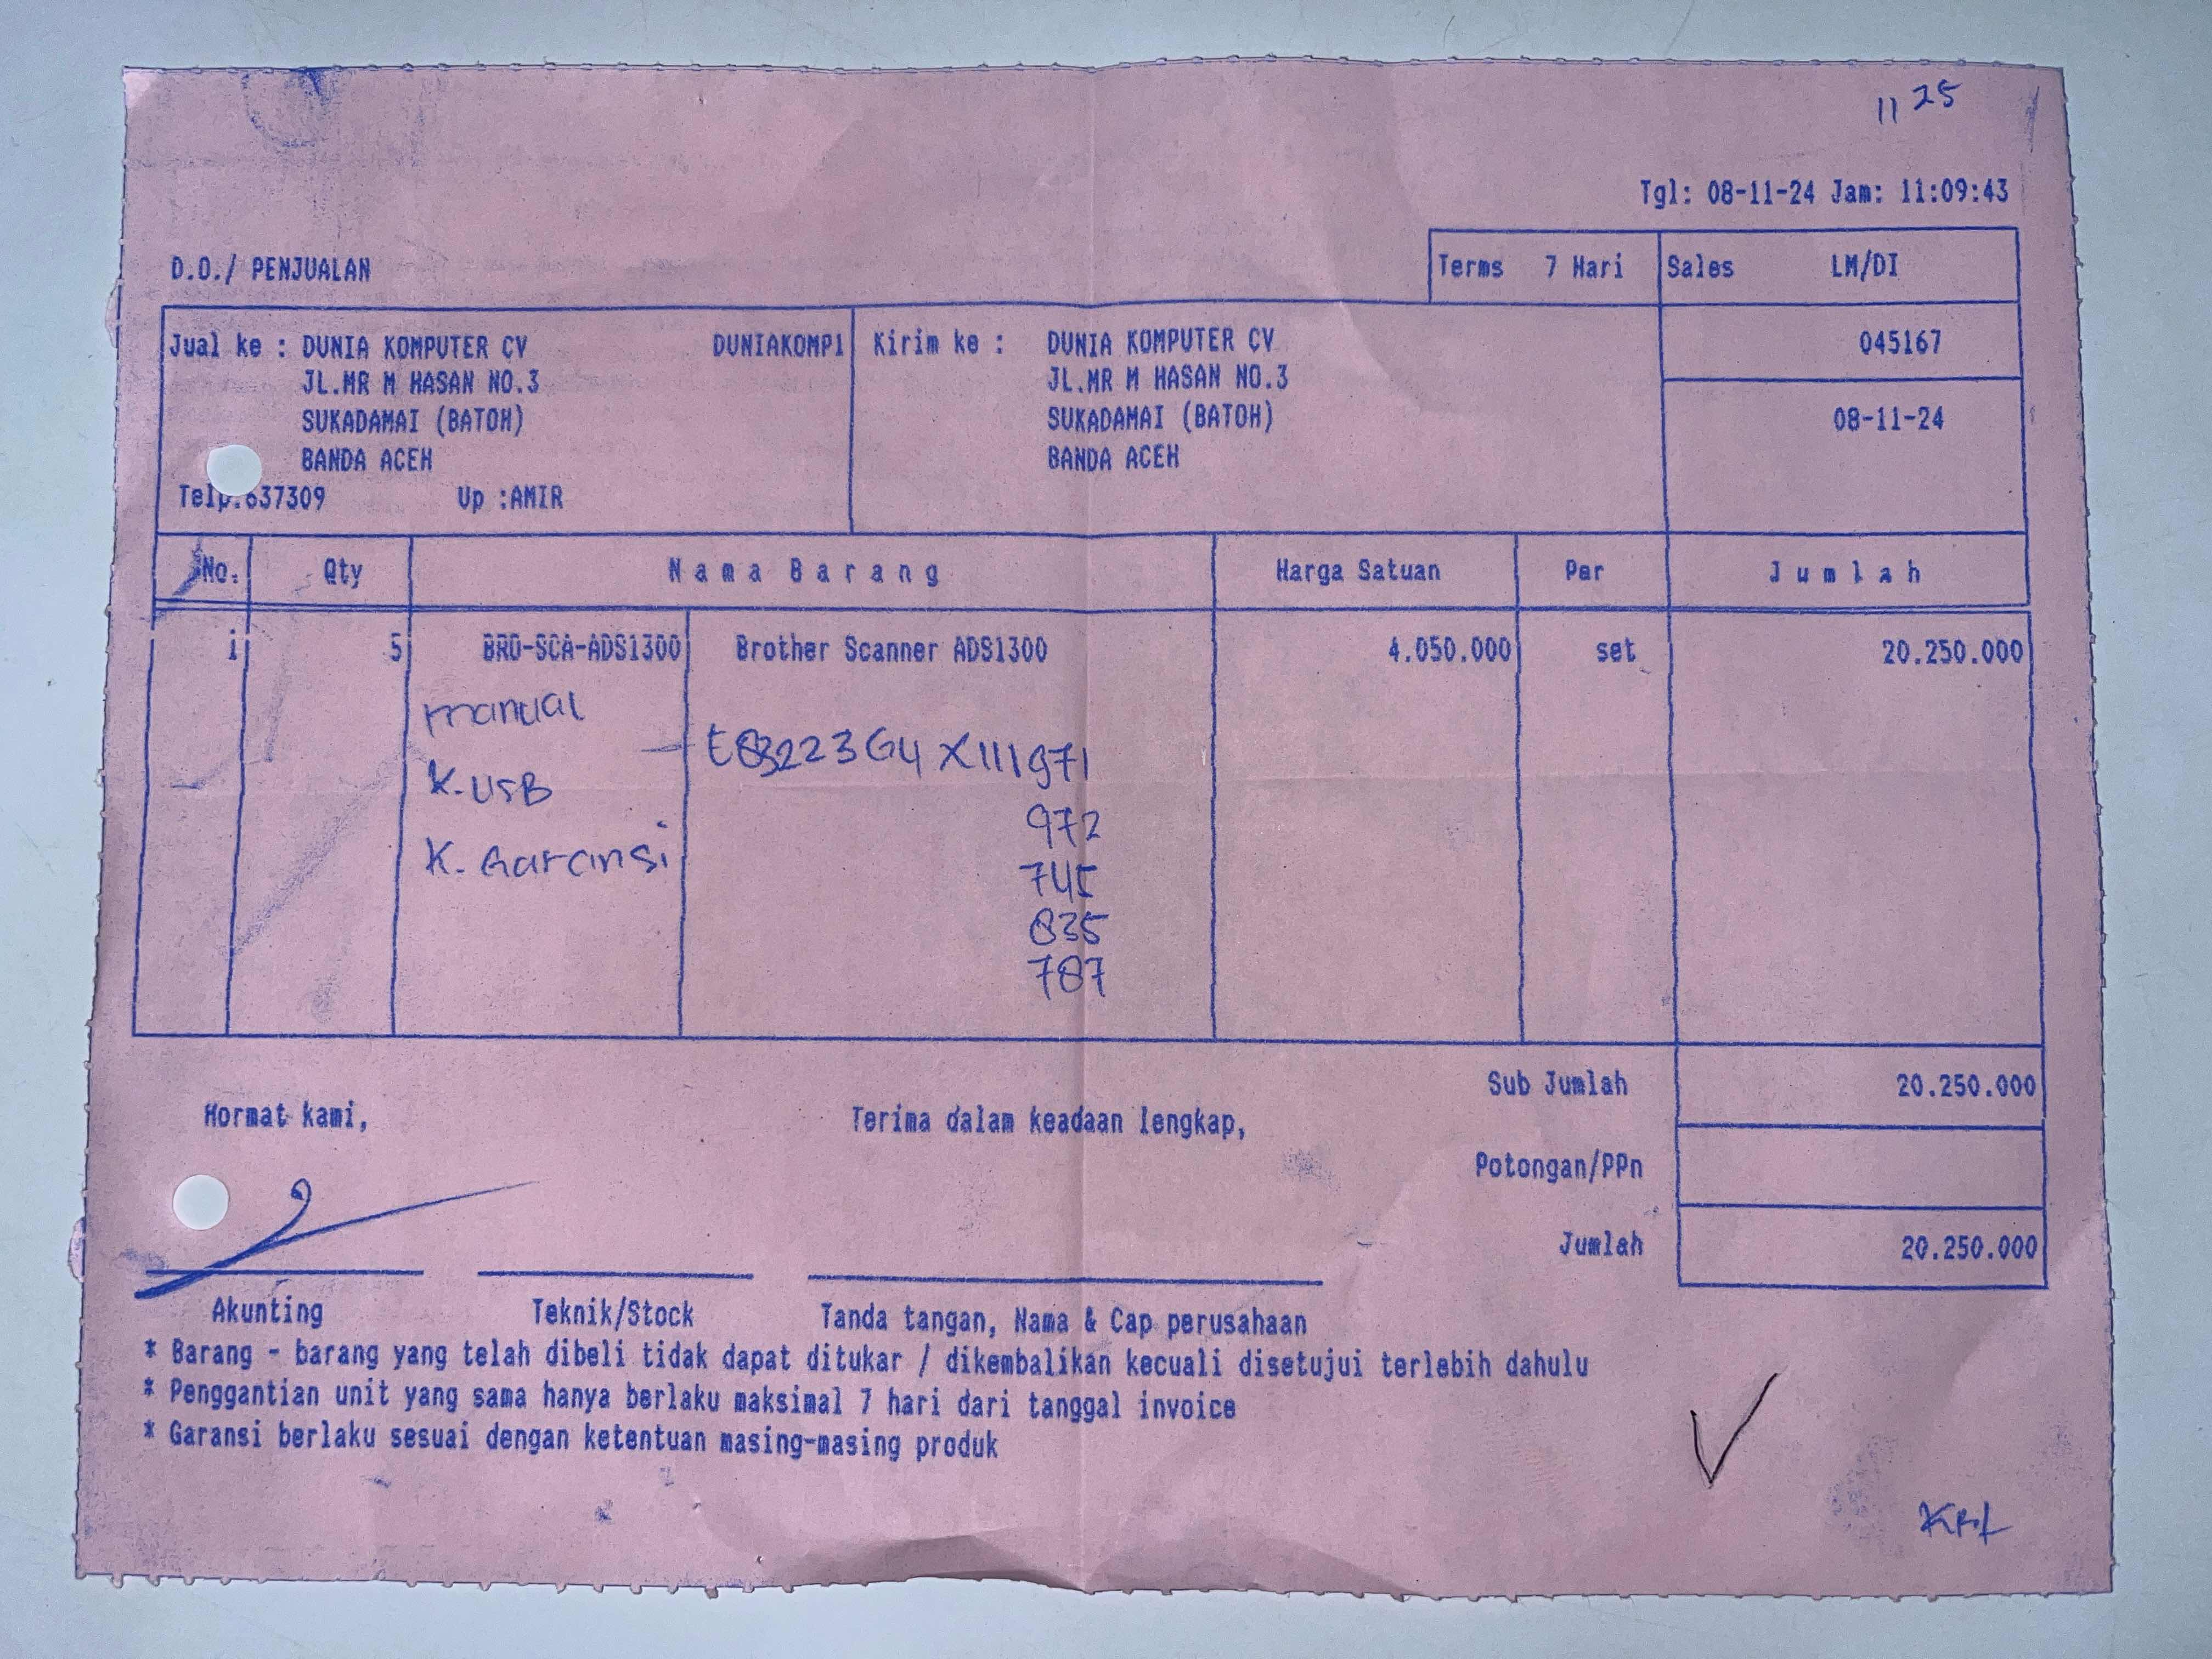 11 25
Tgl: 08-11-24 Jam: 11:09:43
D.O./ PENJUALAN
Terms 7 Hari Sales LM/DI
Jual ke : DUNIA KOMPUTER CV DUNIAKOMP1 Kirim ke : DUNIA KOMPUTER CV 045167
JL.MR M HASAN NO.3 JL.MR M HASAN NO.3
SUKADAMAI (BATOH) SUKADAMAI (BATOH) 08-11-24
BANDA ACEH BANDA ACEH
Telp.637309 Up :AMIR
No. Qty Nama Barang Harga Satuan Per Jumlah
1 5 BRO-SCA-ADS1300 Brother Scanner ADS1300 4.050.000 set 20.250.000
manual
K.USB
K. Garansi
972
745
835
787
Sub Jumlah 20.250.000
Hormat kami, Terima dalam keadaan lengkap,
Potongan/PPn
Jumlah 20.250.000
Akunting Teknik/Stock Tanda tangan, Nama & Cap perusahaan
* Barang - barang yang telah dibeli tidak dapat ditukar / dikembalikan kecuali disetujui terlebih dahulu
* Penggantian unit yang sama hanya berlaku maksimal 7 hari dari tanggal invoice
* Garansi berlaku sesuai dengan ketentuan masing-masing produk